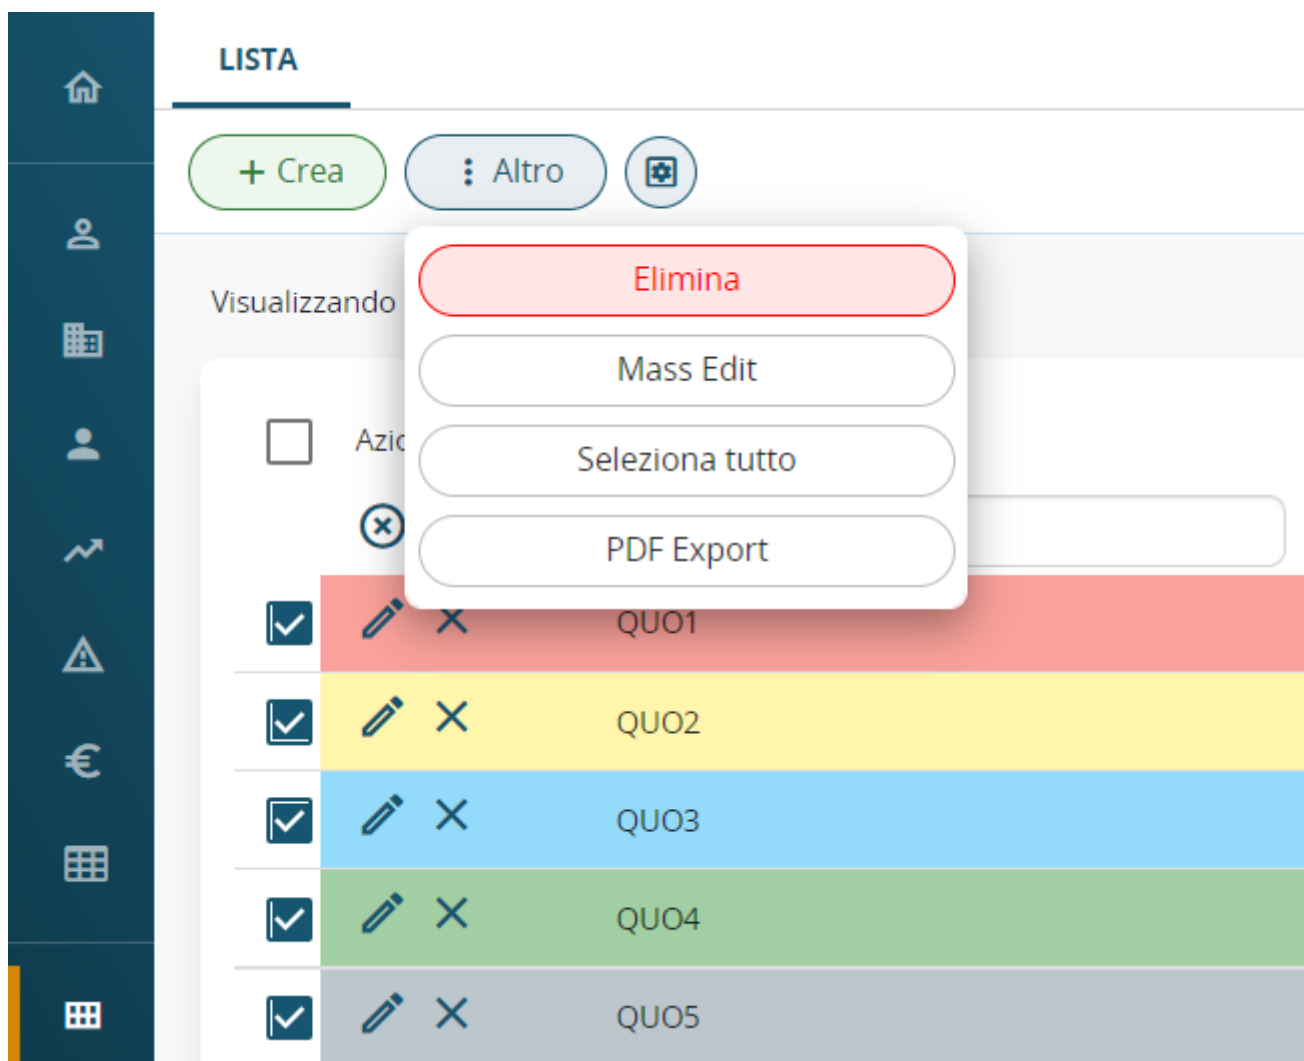 LISTA
+ Crea
Altro
Elimina
Visualizzando
Mass Edit
Seleziona tutto
PDF Export
QUO1
QUO2
QUO3
QUO4
QUO5